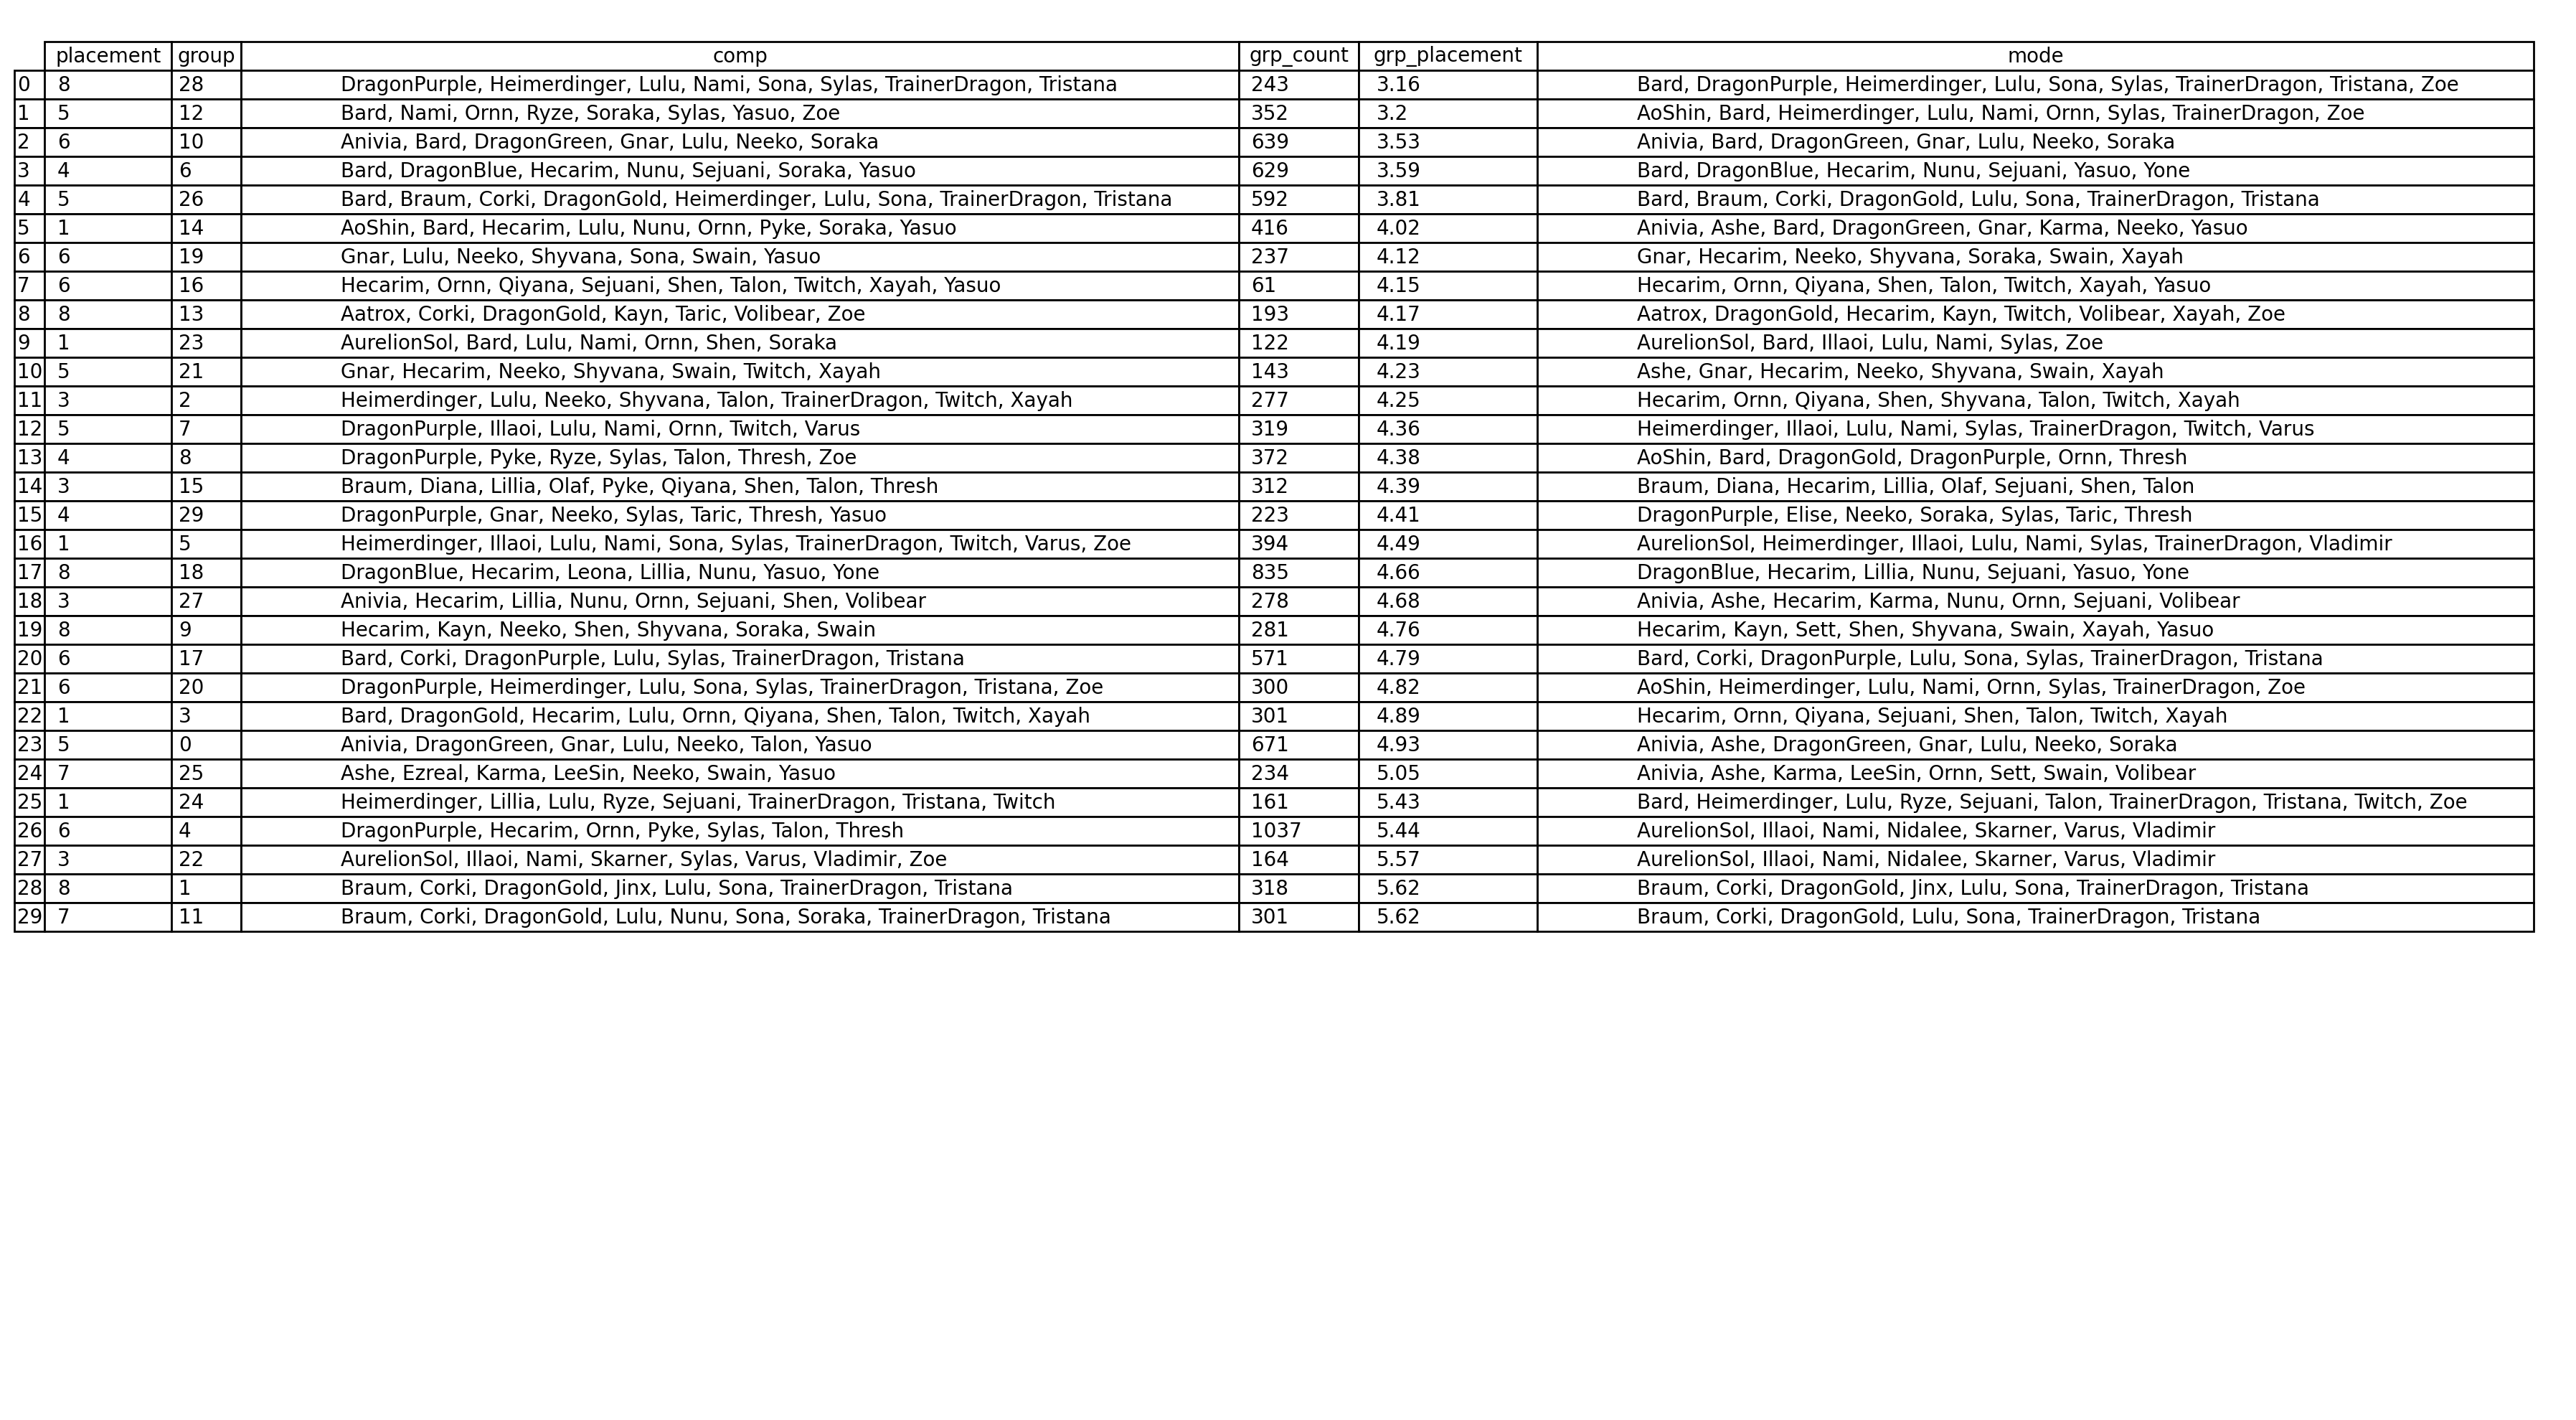 placement group comp grp_count grp_placement mode
0 8 28 DragonPurple, Heimerdinger, Lulu, Nami, Sona, Sylas, TrainerDragon, Tristana 243 3.16 Bard, DragonPurple, Heimerdinger, Lulu, Sona, Sylas, TrainerDragon, Tristana, Zoe
1 5 12 Bard, Nami, Ornn, Ryze, Soraka, Sylas, Yasuo, Zoe 352 3.2 AoShin, Bard, Heimerdinger, Lulu, Nami, Ornn, Sylas, TrainerDragon, Zoe
2 6 10 Anivia, Bard, DragonGreen, Gnar, Lulu, Neeko, Soraka 639 3.53 Anivia, Bard, DragonGreen, Gnar, Lulu, Neeko, Soraka
3 4 6 Bard, DragonBlue, Hecarim, Nunu, Sejuani, Soraka, Yasuo 629 3.59 Bard, DragonBlue, Hecarim, Nunu, Sejuani, Yasuo, Yone
4 5 26 Bard, Braum, Corki, DragonGold, Heimerdinger, Lulu, Sona, TrainerDragon, Tristana 592 3.81 Bard, Braum, Corki, DragonGold, Lulu, Sona, TrainerDragon, Tristana
5 1 14 AoShin, Bard, Hecarim, Lulu, Nunu, Ornn, Pyke, Soraka, Yasuo 416 4.02 Anivia, Ashe, Bard, DragonGreen, Gnar, Karma, Neeko, Yasuo
6 6 19 Gnar, Lulu, Neeko, Shyvana, Sona, Swain, Yasuo 237 4.12 Gnar, Hecarim, Neeko, Shyvana, Soraka, Swain, Xayah
7 6 16 Hecarim, Ornn, Qiyana, Sejuani, Shen, Talon, Twitch, Xayah, Yasuo 61 4.15 Hecarim, Ornn, Qiyana, Shen, Talon, Twitch, Xayah, Yasuo
8 8 13 Aatrox, Corki, DragonGold, Kayn, Taric, Volibear, Zoe 193 4.17 Aatrox, DragonGold, Hecarim, Kayn, Twitch, Volibear, Xayah, Zoe
9 1 23 AurelionSol, Bard, Lulu, Nami, Ornn, Shen, Soraka 122 4.19 AurelionSol, Bard, Illaoi, Lulu, Nami, Sylas, Zoe
10 5 21 Gnar, Hecarim, Neeko, Shyvana, Swain, Twitch, Xayah 143 4.23 Ashe, Gnar, Hecarim, Neeko, Shyvana, Swain, Xayah
11 3 2 Heimerdinger, Lulu, Neeko, Shyvana, Talon, TrainerDragon, Twitch, Xayah 277 4.25 Hecarim, Ornn, Qiyana, Shen, Shyvana, Talon, Twitch, Xayah
12 5 7 DragonPurple, Illaoi, Lulu, Nami, Ornn, Twitch, Varus 319 4.36 Heimerdinger, Illaoi, Lulu, Nami, Sylas, TrainerDragon, Twitch, Varus
13 4 8 DragonPurple, Pyke, Ryze, Sylas, Talon, Thresh, Zoe 372 4.38 AoShin, Bard, DragonGold, DragonPurple, Ornn, Thresh
14 3 15 Braum, Diana, Lillia, Olaf, Pyke, Qiyana, Shen, Talon, Thresh 312 4.39 Braum, Diana, Hecarim, Lillia, Olaf, Sejuani, Shen, Talon
15 4 29 DragonPurple, Gnar, Neeko, Sylas, Taric, Thresh, Yasuo 223 4.41 DragonPurple, Elise, Neeko, Soraka, Sylas, Taric, Thresh
16 1 5 Heimerdinger, Illaoi, Lulu, Nami, Sona, Sylas, TrainerDragon, Twitch, Varus, Zoe 394 4.49 AurelionSol, Heimerdinger, Illaoi, Lulu, Nami, Sylas, TrainerDragon, Vladimir
17 8 18 DragonBlue, Hecarim, Leona, Lillia, Nunu, Yasuo, Yone 835 4.66 DragonBlue, Hecarim, Lillia, Nunu, Sejuani, Yasuo, Yone
18 3 27 Anivia, Hecarim, Lillia, Nunu, Ornn, Sejuani, Shen, Volibear 278 4.68 Anivia, Ashe, Hecarim, Karma, Nunu, Ornn, Sejuani, Volibear
19 8 9 Hecarim, Kayn, Neeko, Shen, Shyvana, Soraka, Swain 281 4.76 Hecarim, Kayn, Sett, Shen, Shyvana, Swain, Xayah, Yasuo
20 6 17 Bard, Corki, DragonPurple, Lulu, Sylas, TrainerDragon, Tristana 571 4.79 Bard, Corki, DragonPurple, Lulu, Sona, Sylas, TrainerDragon, Tristana
21 6 20 DragonPurple, Heimerdinger, Lulu, Sona, Sylas, TrainerDragon, Tristana, Zoe 300 4.82 AoShin, Heimerdinger, Lulu, Nami, Ornn, Sylas, TrainerDragon, Zoe
22 1 3 Bard, DragonGold, Hecarim, Lulu, Ornn, Qiyana, Shen, Talon, Twitch, Xayah 301 4.89 Hecarim, Ornn, Qiyana, Sejuani, Shen, Talon, Twitch, Xayah
23 5 0 Anivia, DragonGreen, Gnar, Lulu, Neeko, Talon, Yasuo 671 4.93 Anivia, Ashe, DragonGreen, Gnar, Lulu, Neeko, Soraka
24 7 25 Ashe, Ezreal, Karma, LeeSin, Neeko, Swain, Yasuo 234 5.05 Anivia, Ashe, Karma, LeeSin, Ornn, Sett, Swain, Volibear
25 1 24 Heimerdinger, Lillia, Lulu, Ryze, Sejuani, TrainerDragon, Tristana, Twitch 161 5.43 Bard, Heimerdinger, Lulu, Ryze, Sejuani, Talon, TrainerDragon, Tristana, Twitch, Zoe
26 6 4 DragonPurple, Hecarim, Ornn, Pyke, Sylas, Talon, Thresh 1037 5.44 AurelionSol, Illaoi, Nami, Nidalee, Skarner, Varus, Vladimir
27 3 22 AurelionSol, Illaoi, Nami, Skarner, Sylas, Varus, Vladimir, Zoe 164 5.57 AurelionSol, Illaoi, Nami, Nidalee, Skarner, Varus, Vladimir
28 8 1 Braum, Corki, DragonGold, Jinx, Lulu, Sona, TrainerDragon, Tristana 318 5.62 Braum, Corki, DragonGold, Jinx, Lulu, Sona, TrainerDragon, Tristana
29 7 11 Braum, Corki, DragonGold, Lulu, Nunu, Sona, Soraka, TrainerDragon, Tristana 301 5.62 Braum, Corki, DragonGold, Lulu, Sona, TrainerDragon, Tristana